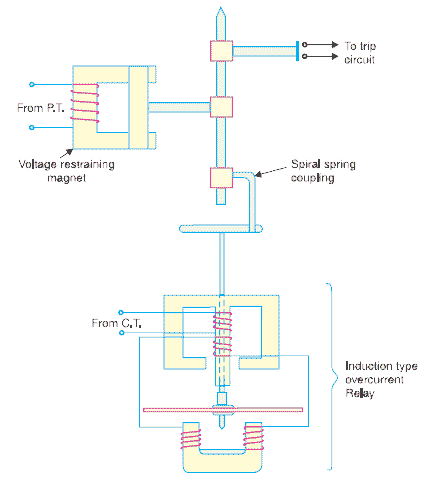 To trip
circuit
From P.T.
Voltage restraining
magnet
Spiral spring
coupling
From C.T.
Induction type
overcurrent
Relay